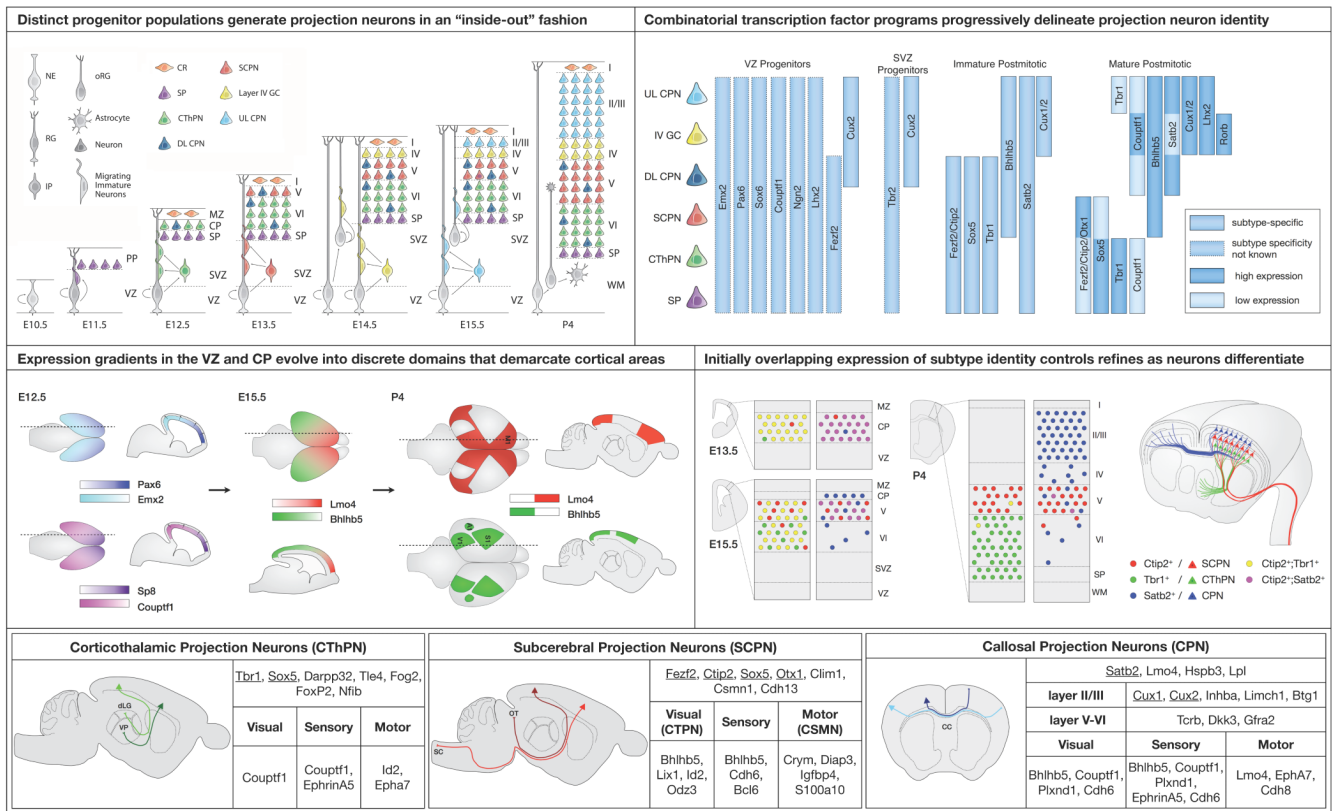 Distinct progenitor populations generate projection neurons in an “inside-out” fashion
NE
oRG
RG
Astrocyte
Neuron
IP
Migrating
Immature
Neurons
CR
SCPN
SP
Layer IV GC
CThPN
UL CPN
DL CPN
PP
VZ
MZ
CP
SP
SVZ
VZ
I
V
VI
SP
SVZ
VZ
I
IV
V
VI
SP
SVZ
VZ
I
II/III
IV
V
VI
SP
SVZ
VZ
I
II/III
IV
V
VI
SP
WM
E10.5
E11.5
E12.5
E13.5
E14.5
E15.5
P4
Combinatorial transcription factor programs progressively delineate projection neuron identity
VZ Progenitors
SVZ
Progenitors
Immature Postmitotic
Mature Postmitotic
UL CPN
IV GC
DL CPN
SCPN
CThPN
SP
Emx2
Pax6
Sox6
Couptf1
Ngn2
Lhx2
Fezf2
Cux2
Tbr2
Cux2
Fezf2/Ctip2
Sox5
Tbr1
Bhlhb5
Satb2
Cux1/2
Fezf2/Ctip2/Otx1
Sox5
Tbr1
Tbr1
Couptf1
Couptf1
Bhlhb5
Satb2
Cux1/2
Lhx2
Rorb
subtype-specific
subtype specificity
not known
high expression
low expression
Expression gradients in the VZ and CP evolve into discrete domains that demarcate cortical areas
E12.5
E15.5
P4
Pax6
Emx2
Sp8
Couptf1
Lmo4
Bhlhb5
M1
Lmo4
Bhlhb5
A1
V1
S1
Initially overlapping expression of subtype identity controls refines as neurons differentiate
E13.5
MZ
CP
VZ
E15.5
MZ
CP
V
VI
SVZ
VZ
P4
I
II/III
IV
V
VI
SP
WM
Ctip2⁺ / SCPN
Ctip2⁺;Tbr1⁺
Tbr1⁺ / CThPN
Ctip2⁺;Satb2⁺
Satb2⁺ / CPN
Corticothalamic Projection Neurons (CThPN)
dLG
VP
Tbr1, Sox5, Darpp32, Tle4, Fog2,
FoxP2, Nfib
Visual
Sensory
Motor
Couptf1
Couptf1,
EphrinA5
Id2,
Epha7
Subcerebral Projection Neurons (SCPN)
OT
SC
Fezf2, Ctip2, Sox5, Otx1, Clim1,
Csmn1, Cdh13
Visual
(CTPN)
Sensory
Motor
(CSMN)
Bhlhb5,
Lix1, Id2,
Odz3
Bhlhb5,
Cdh6,
Bcl6
Crym, Diap3,
Igfbp4,
S100a10
Callosal Projection Neurons (CPN)
CC
Satb2, Lmo4, Hspb3, Lpl
layer II/III
Cux1, Cux2, Inhba, Limch1, Btg1
layer V-VI
Tcrb, Dkk3, Gfra2
Visual
Sensory
Motor
Bhlhb5, Couptf1,
Plxnd1, Cdh6
Bhlhb5, Couptf1,
Plxnd1,
EphrinA5, Cdh6
Lmo4, EphA7,
Cdh8